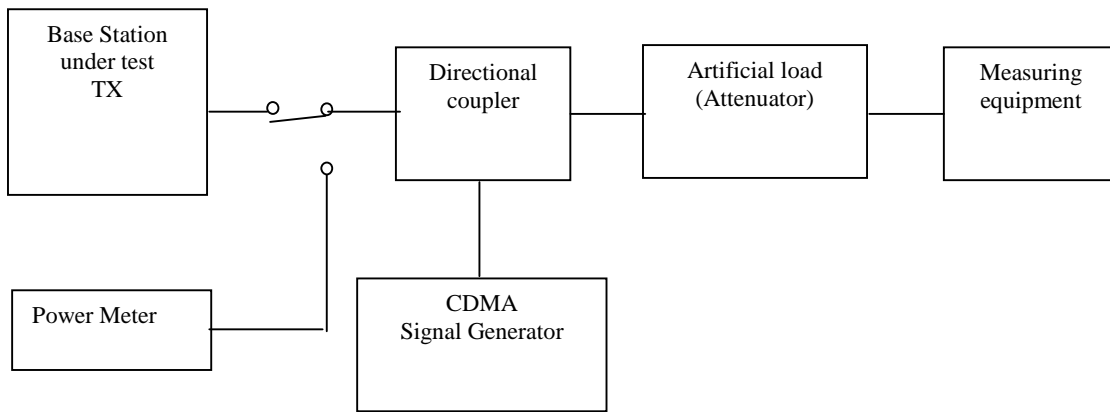 Base Station
under test
TX
Directional
coupler
Artificial load
(Attenuator)
Measuring
equipment
Power Meter
CDMA
Signal Generator